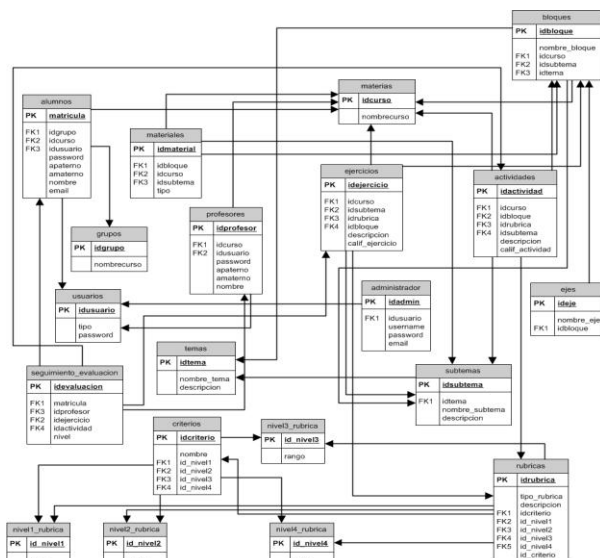 bloques
PK idbloque
nombre_bloque
FK1 idcurso
FK2 idsubtema
FK3 idtema
materias
PK idcurso
nombrecurso
alumnos
PK matricula
FK1 idgrupo
FK2 idcurso
FK3 idusuario
password
apaterno
amaterno
nombre
email
materiales
PK idmaterial
FK1 idbloque
FK2 idcurso
FK3 idsubtema
tipo
ejercicios
PK idejercicio
FK1 idcurso
FK2 idsubtema
FK3 idrubrica
FK4 idbloque
descripcion
calif_ejercicio
actividades
PK idactividad
FK1 idcurso
FK2 idbloque
FK3 idrubrica
FK4 idsubtema
descripcion
calif_actividad
profesores
PK idprofesor
FK1 idcurso
FK2 idusuario
password
apaterno
amaterno
nombre
grupos
PK idgrupo
nombrecurso
administrador
PK idadmin
FK1 idusuario
username
password
email
ejes
PK ideje
nombre_eje
FK1 idbloque
usuarios
PK idusuario
tipo
password
temas
PK idtema
nombre_tema
descripcion
subtemas
PK idsubtema
FK1 idtema
nombre_subtema
descripcion
seguimiento_evaluacion
PK idevaluacion
FK1 matricula
FK3 idprofesor
FK2 idejercicio
FK4 idactividad
nivel
criterios
PK idcriterio
nombre
FK1 id_nivel1
FK2 id_nivel2
FK3 id_nivel3
FK4 id_nivel4
nivel3_rubrica
PK id_nivel3
rango
rubricas
PK idrubrica
tipo_rubrica
descripcion
FK1 idcriterio
FK2 id_nivel1
FK3 id_nivel2
FK4 id_nivel3
FK5 id_nivel4
id_criterio
nivel1_rubrica
PK id_nivel1
nivel2_rubrica
PK id_nivel2
nivel4_rubrica
PK id_nivel4